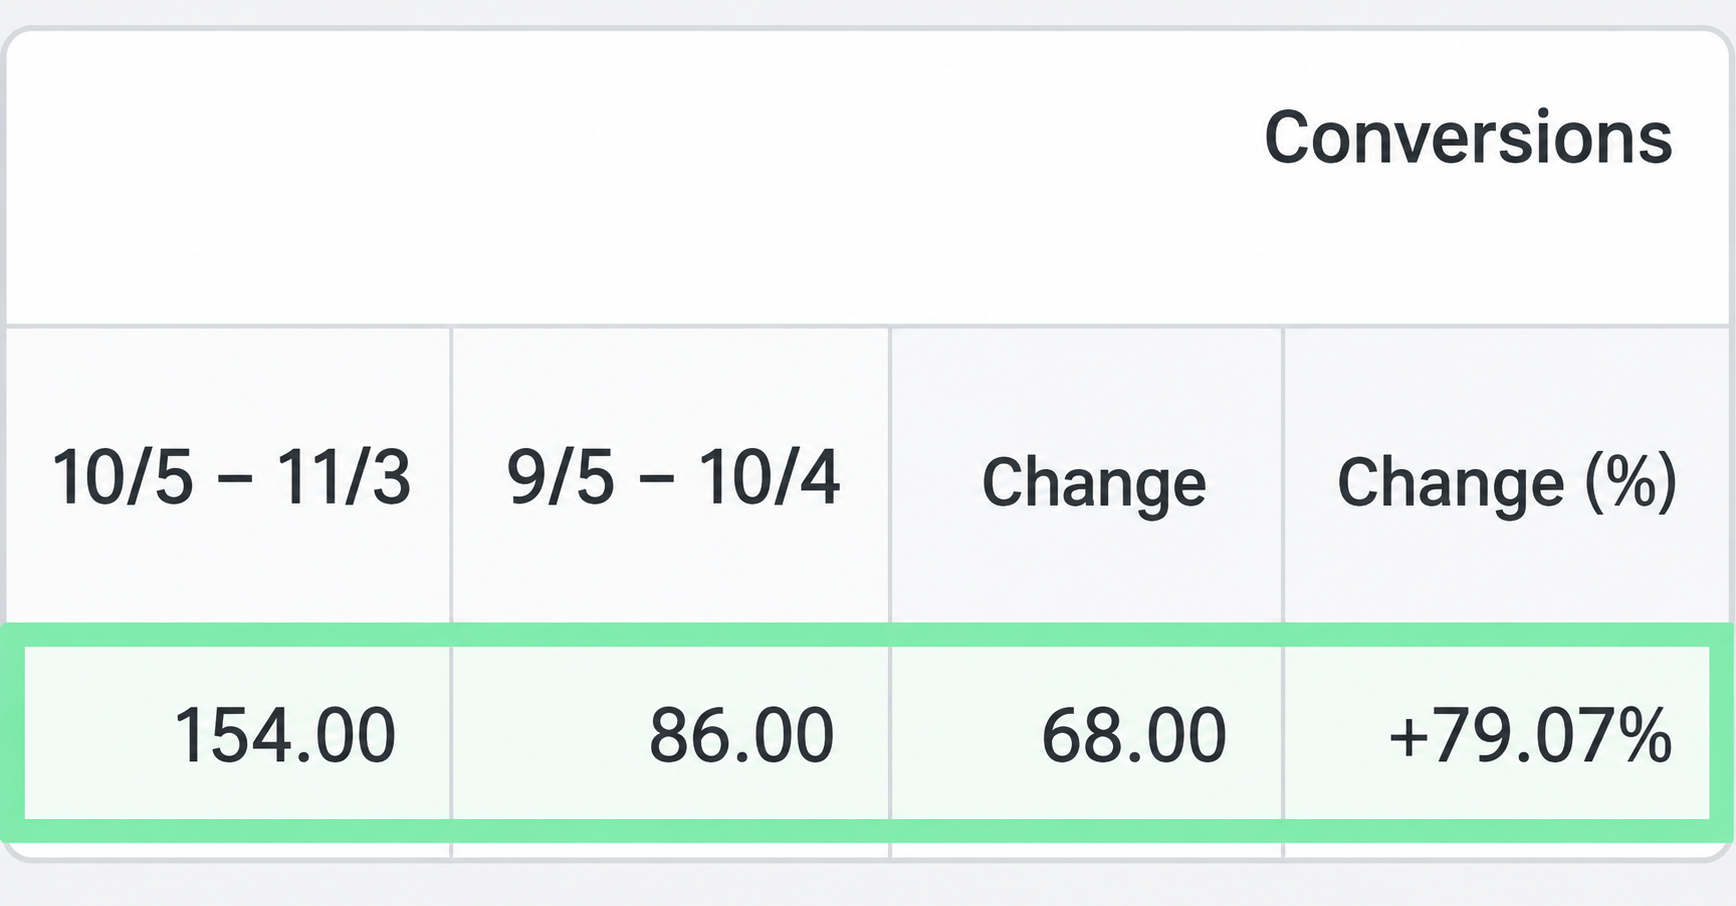 Conversions
10/5 – 11/3 9/5 – 10/4 Change Change (%)
154.00 86.00 68.00 +79.07%